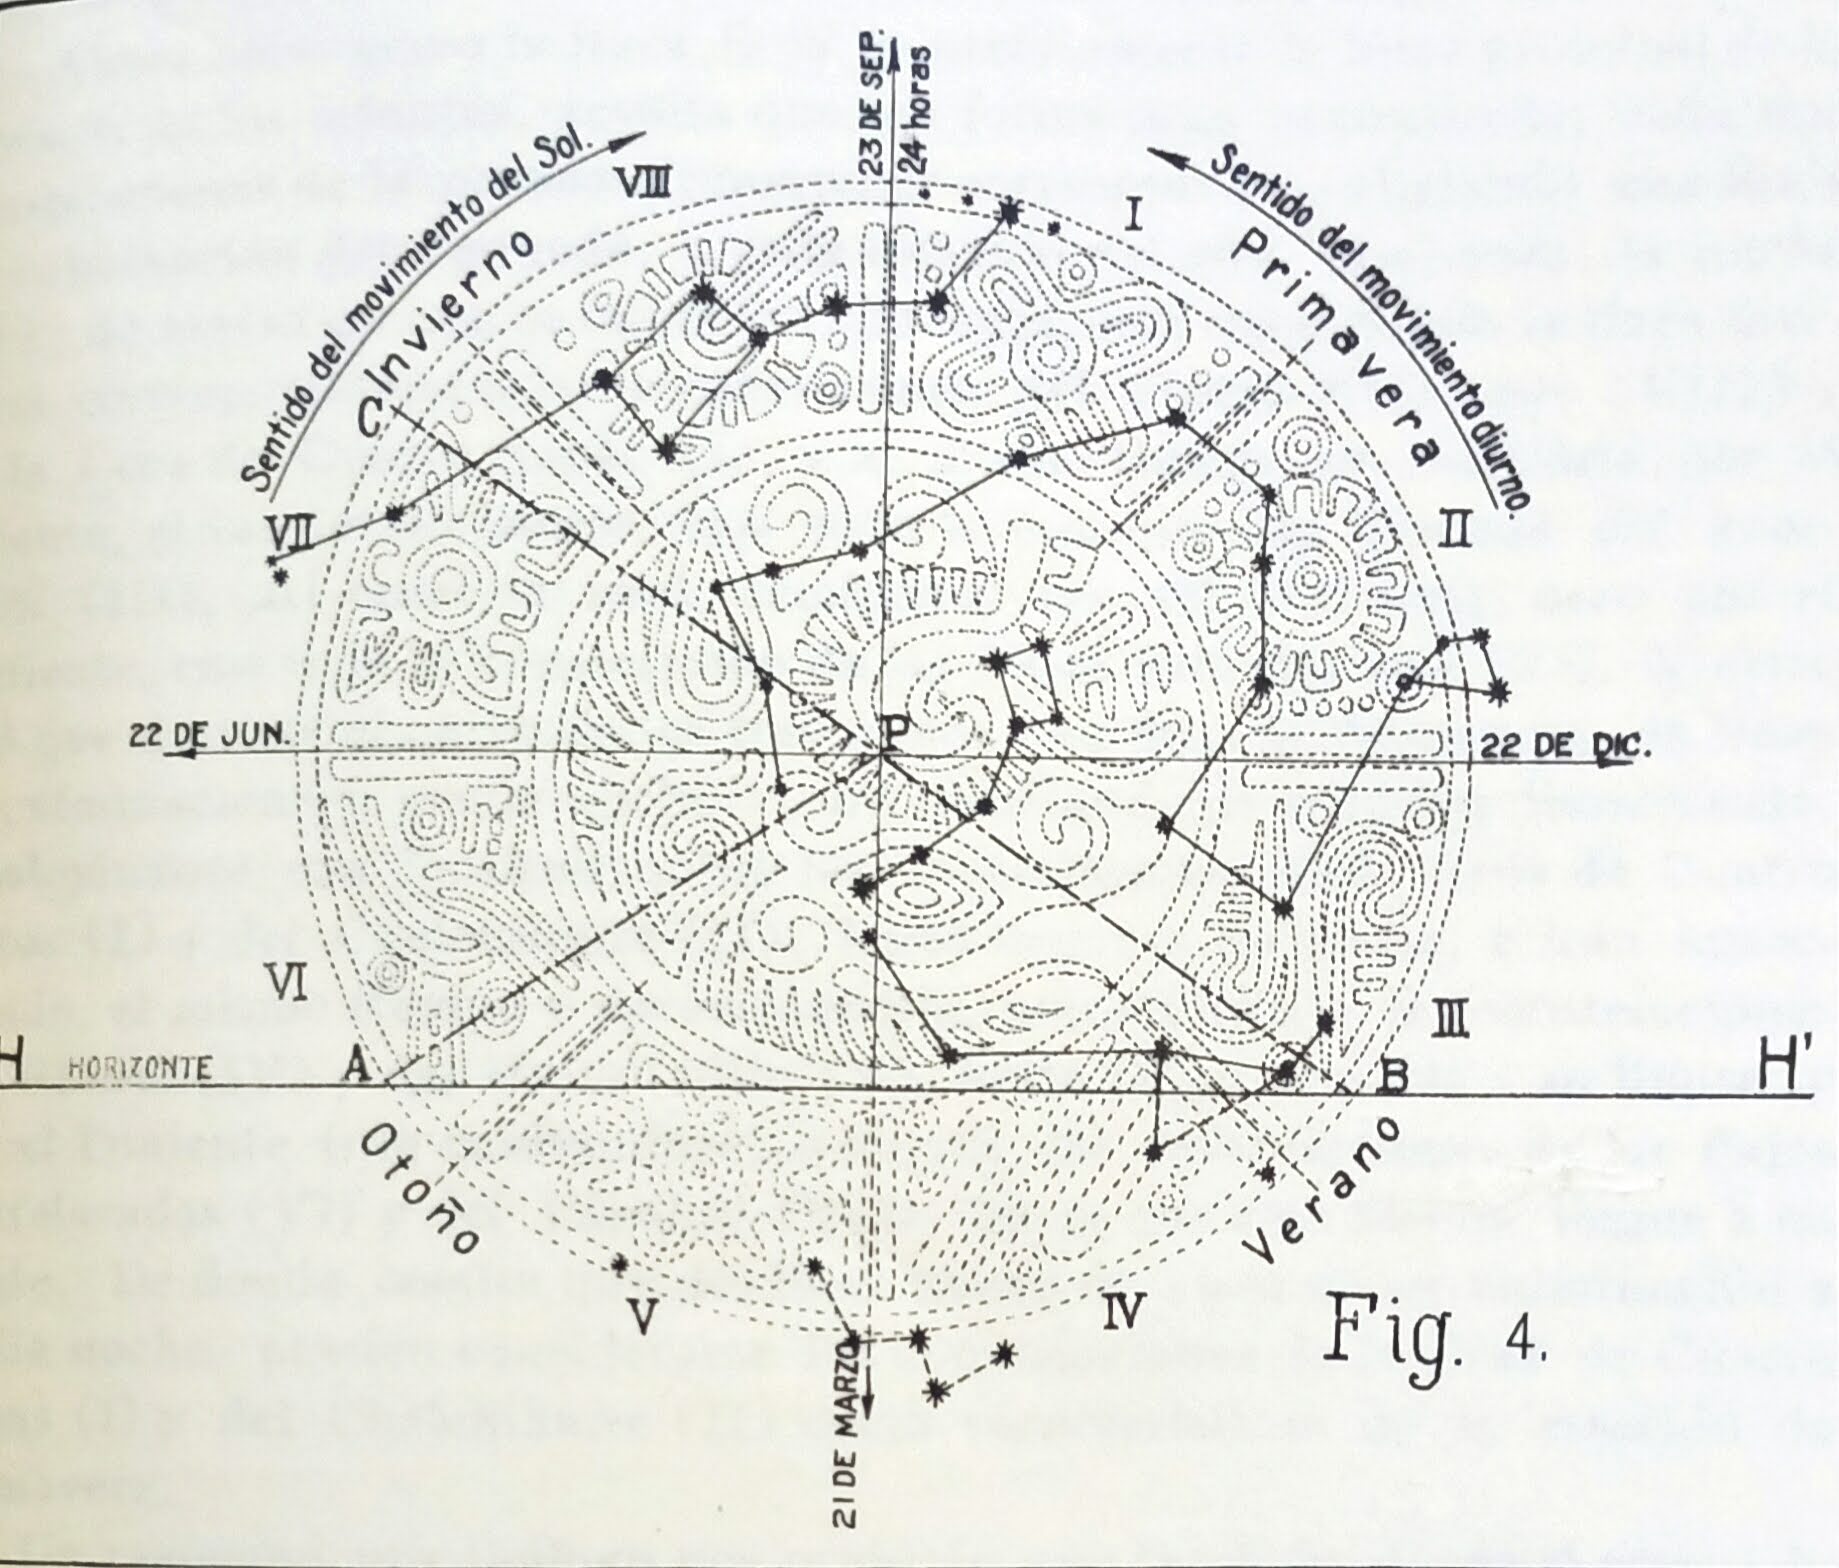 23 DE SEP.
24 horas
Sentido del movimiento del Sol.
VIII
I
Sentido del movimiento diurno.
Invierno
Primavera
C
VII
II
P
22 DE JUN.
22 DE DIC.
VI
III
H HORIZONTE A
B H'
Otoño
Verano
V
IV
21 DE MARZO
Fig. 4.